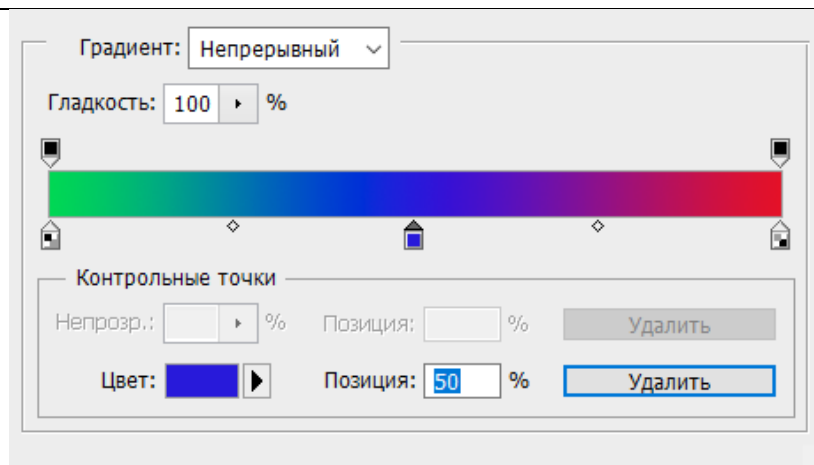 Градиент: Непрерывный
Гладкость: 100 %
Контрольные точки
Непрозр.: % Позиция: % Удалить
Цвет: Позиция: 50 % Удалить